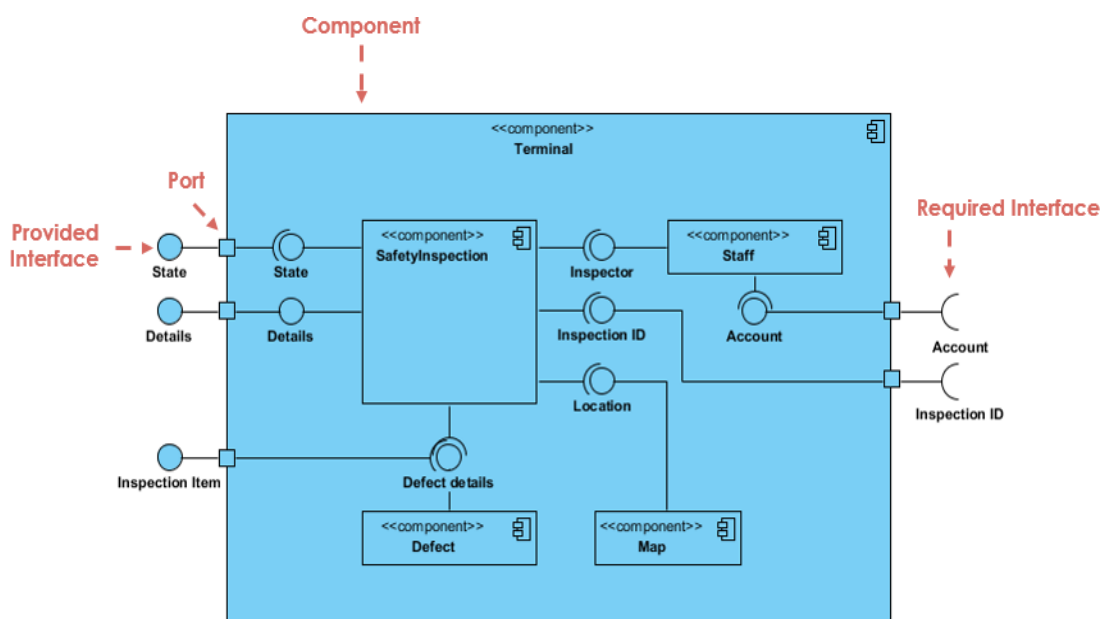 Component
<<component>>
Terminal
Port
Provided
Interface
Required Interface
<<component>>
SafetyInspection
<<component>>
Staff
State
State
Inspector
Details
Details
Inspection ID
Account
Account
Location
Inspection ID
Inspection Item
Defect details
<<component>>
Defect
<<component>>
Map